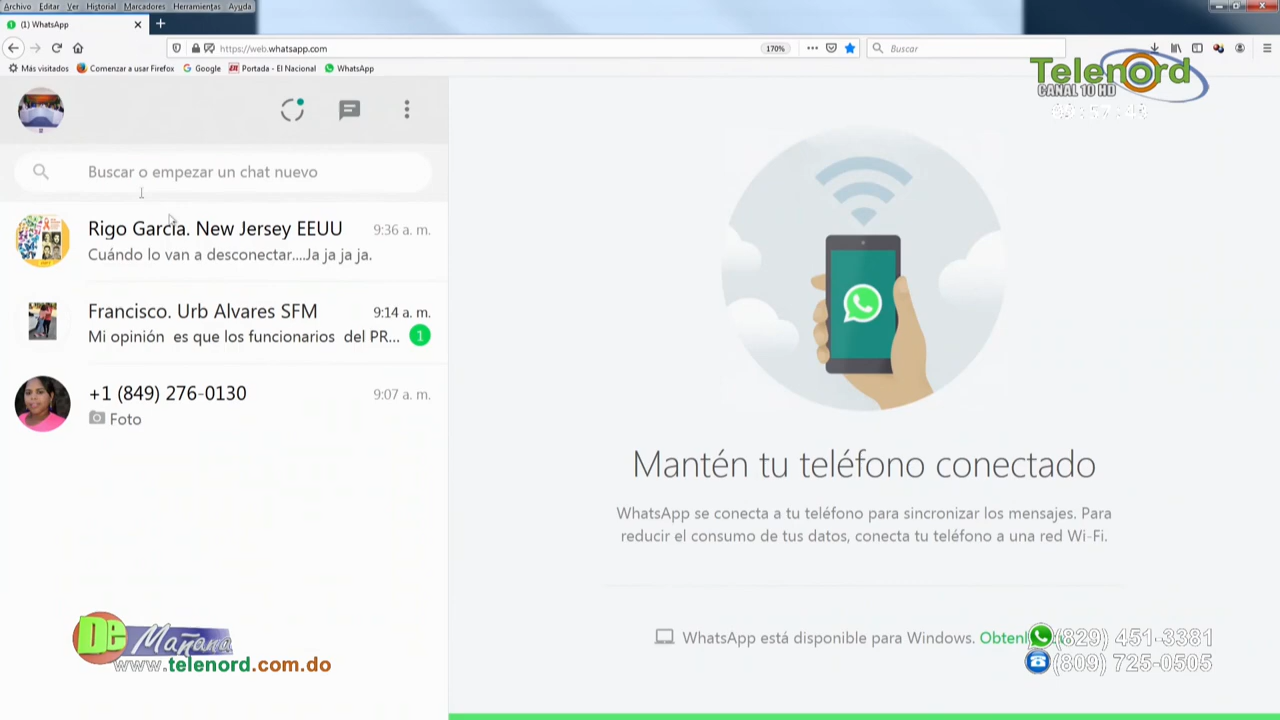 Archivo Editar Ver Historial Marcadores Herramientas Ayuda
(1) WhatsApp
https://web.whatsapp.com
170%
Buscar
Más visitados Comenzar a usar Firefox Google Portada - El Nacional WhatsApp
Telenord
CANAL 10 HD
Buscar o empezar un chat nuevo
Rigo García. New Jersey EEUU 9:36 a. m.
Cuándo lo van a desconectar....Ja ja ja ja.
Francisco. Urb Alvares SFM 9:14 a. m.
Mi opinión es que los funcionarios del PR... 1
+1 (849) 276-0130 9:07 a. m.
Foto
Mantén tu teléfono conectado
WhatsApp se conecta a tu teléfono para sincronizar los mensajes. Para
reducir el consumo de tus datos, conecta tu teléfono a una red Wi-Fi.
WhatsApp está disponible para Windows.
(829) 451-3381
(809) 725-0505
De Mañana
www.telenord.com.do